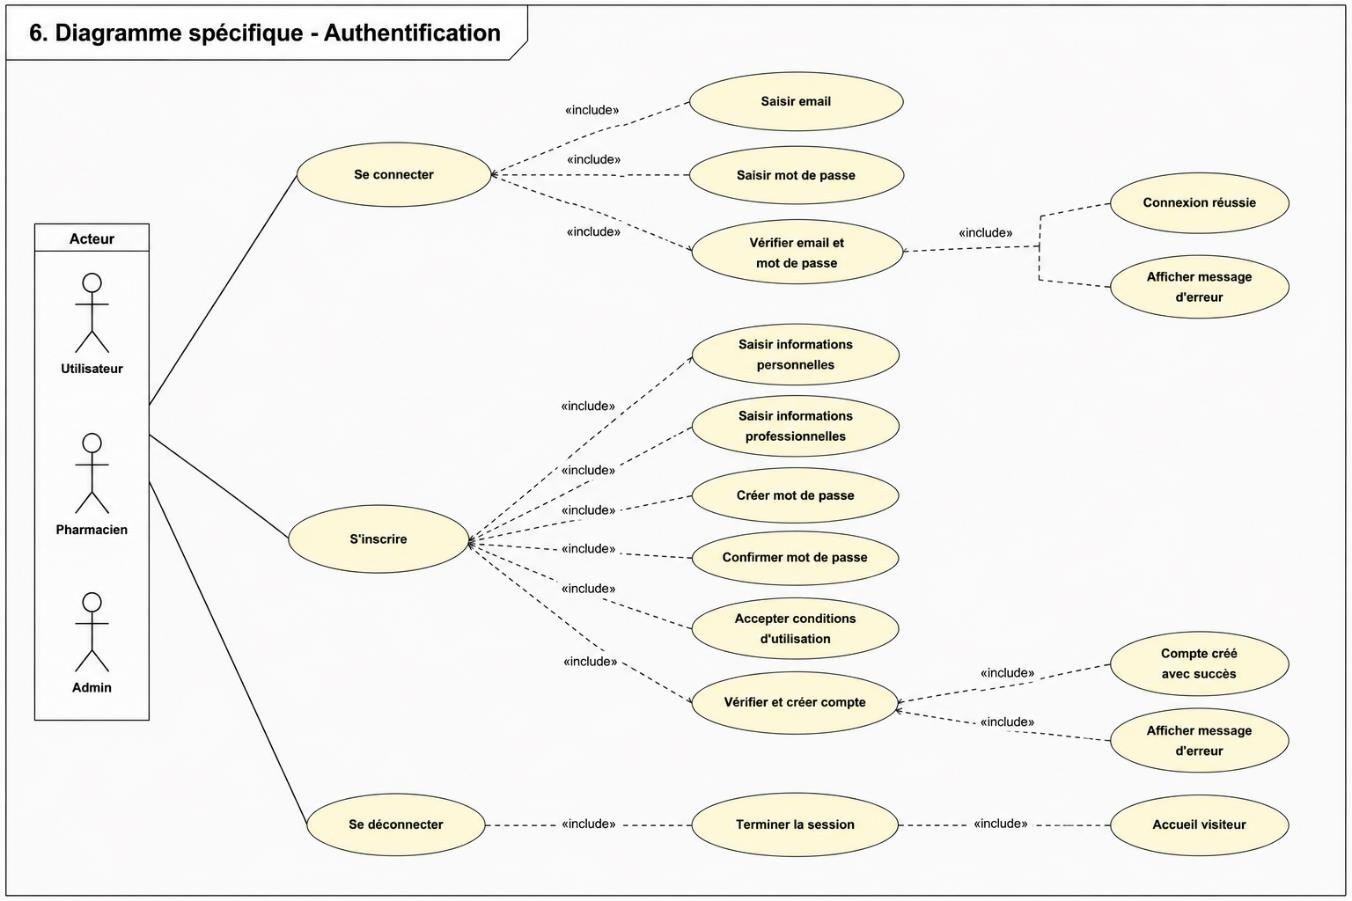 6. Diagramme spécifique - Authentification
Acteur
Utilisateur
Pharmacien
Admin
Se connecter
«include»
Saisir email
«include»
Saisir mot de passe
«include»
Vérifier email et
mot de passe
«include»
Connexion réussie
Afficher message
d'erreur
S'inscrire
«include»
Saisir informations
personnelles
«include»
Saisir informations
professionnelles
«include»
Créer mot de passe
«include»
Confirmer mot de passe
«include»
Accepter conditions
d'utilisation
«include»
Vérifier et créer compte
«include»
Compte créé
avec succès
«include»
Afficher message
d'erreur
Se déconnecter
«include»
Terminer la session
«include»
Accueil visiteur